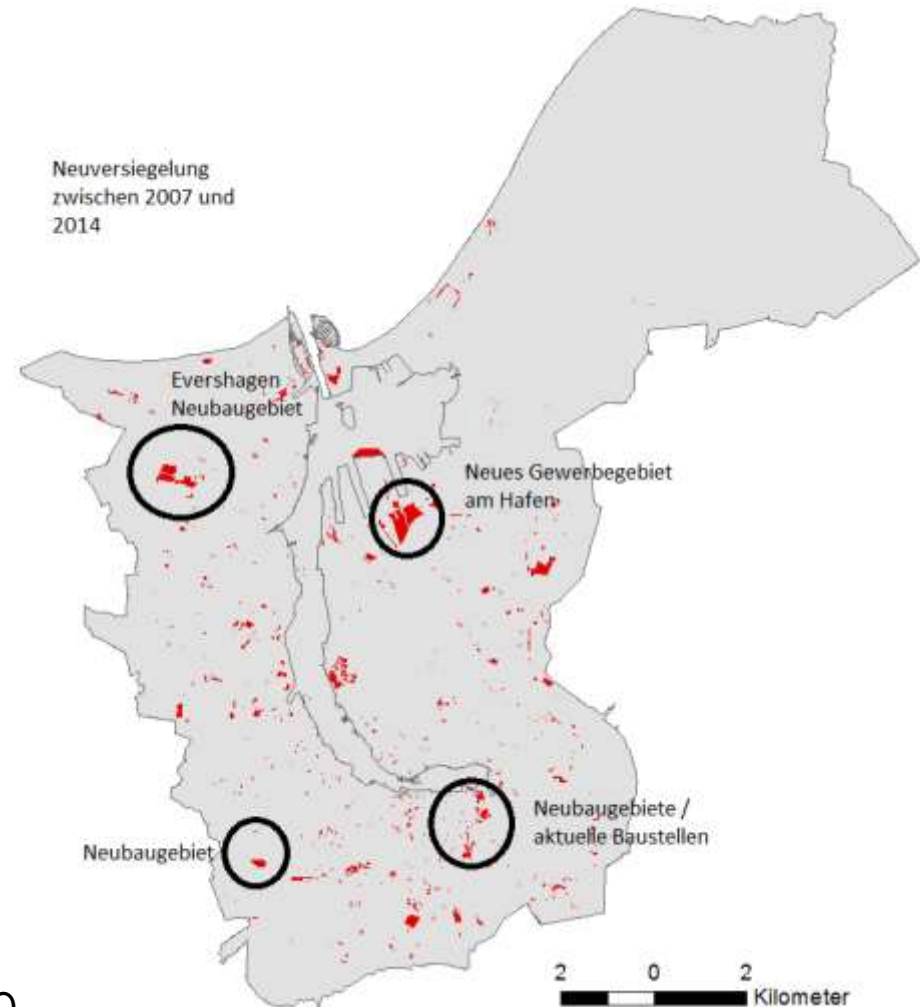 Neuversiegelung
zwischen 2007 und
2014
Evershagen
Neubaugebiet
Neues Gewerbegebiet
am Hafen
Neubaugebiete /
aktuelle Baustellen
Neubaugebiet
2 0 2
Kilometer